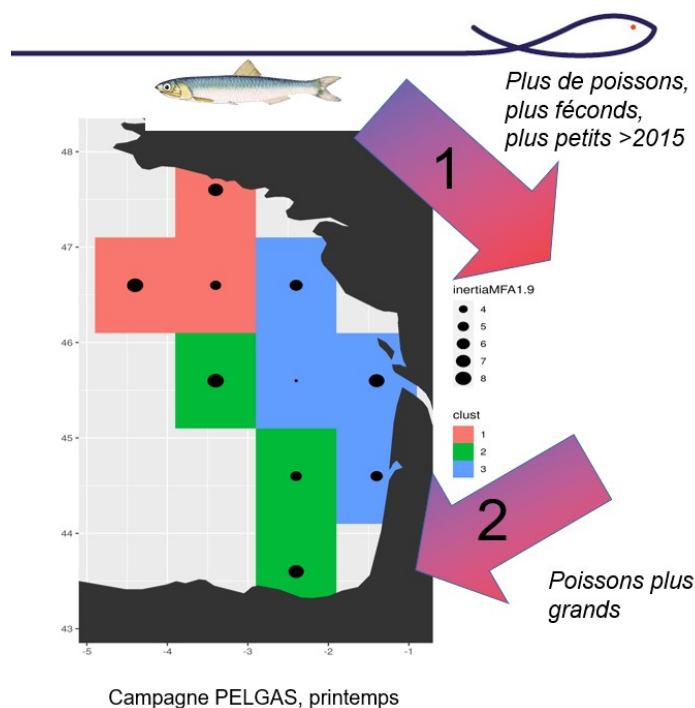 Plus de poissons,
plus féconds,
plus petits >2015
1
48
47
46
45
44
43
-5
-4
-3
-2
-1
inertiaMFA1.9
4
5
6
7
8
clust
1
2
3
2
Poissons plus
grands
Campagne PELGAS, printemps